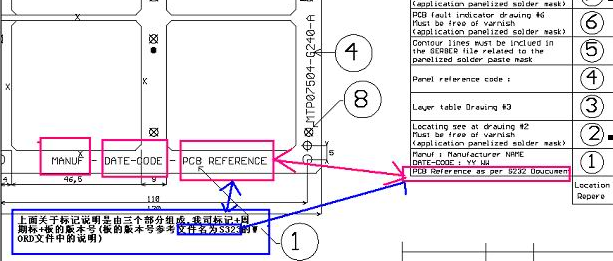 (application panelized solder mask)
PCB fault indicator drawing #6
Must be free of varnish
(application panelized solder mask)
6
Contour lines must be inclued in
the GERBER file related to the
panelized solder paste mask
5
Panel reference code :
4
Layer table Drawing #3
3
Locating see at drawing #2
Must be free of varnish
(application panelized solder mask)
2
Manuf : Manufacturer NAME
DATE-CODE : YY WW
PCB Reference as per S232 Doucument
1
Location
Repere
MTP07504-G240-A
4
8
X
X
X
MANUF - DATE-CODE - PCB REFERENCE
46,5
9
5
110
120
1
上面关于标记说明是由三个部分组成.我司标记+周
期标+板的版本号(板的版本号参考文件名为S323的W
ORD文件中的说明)